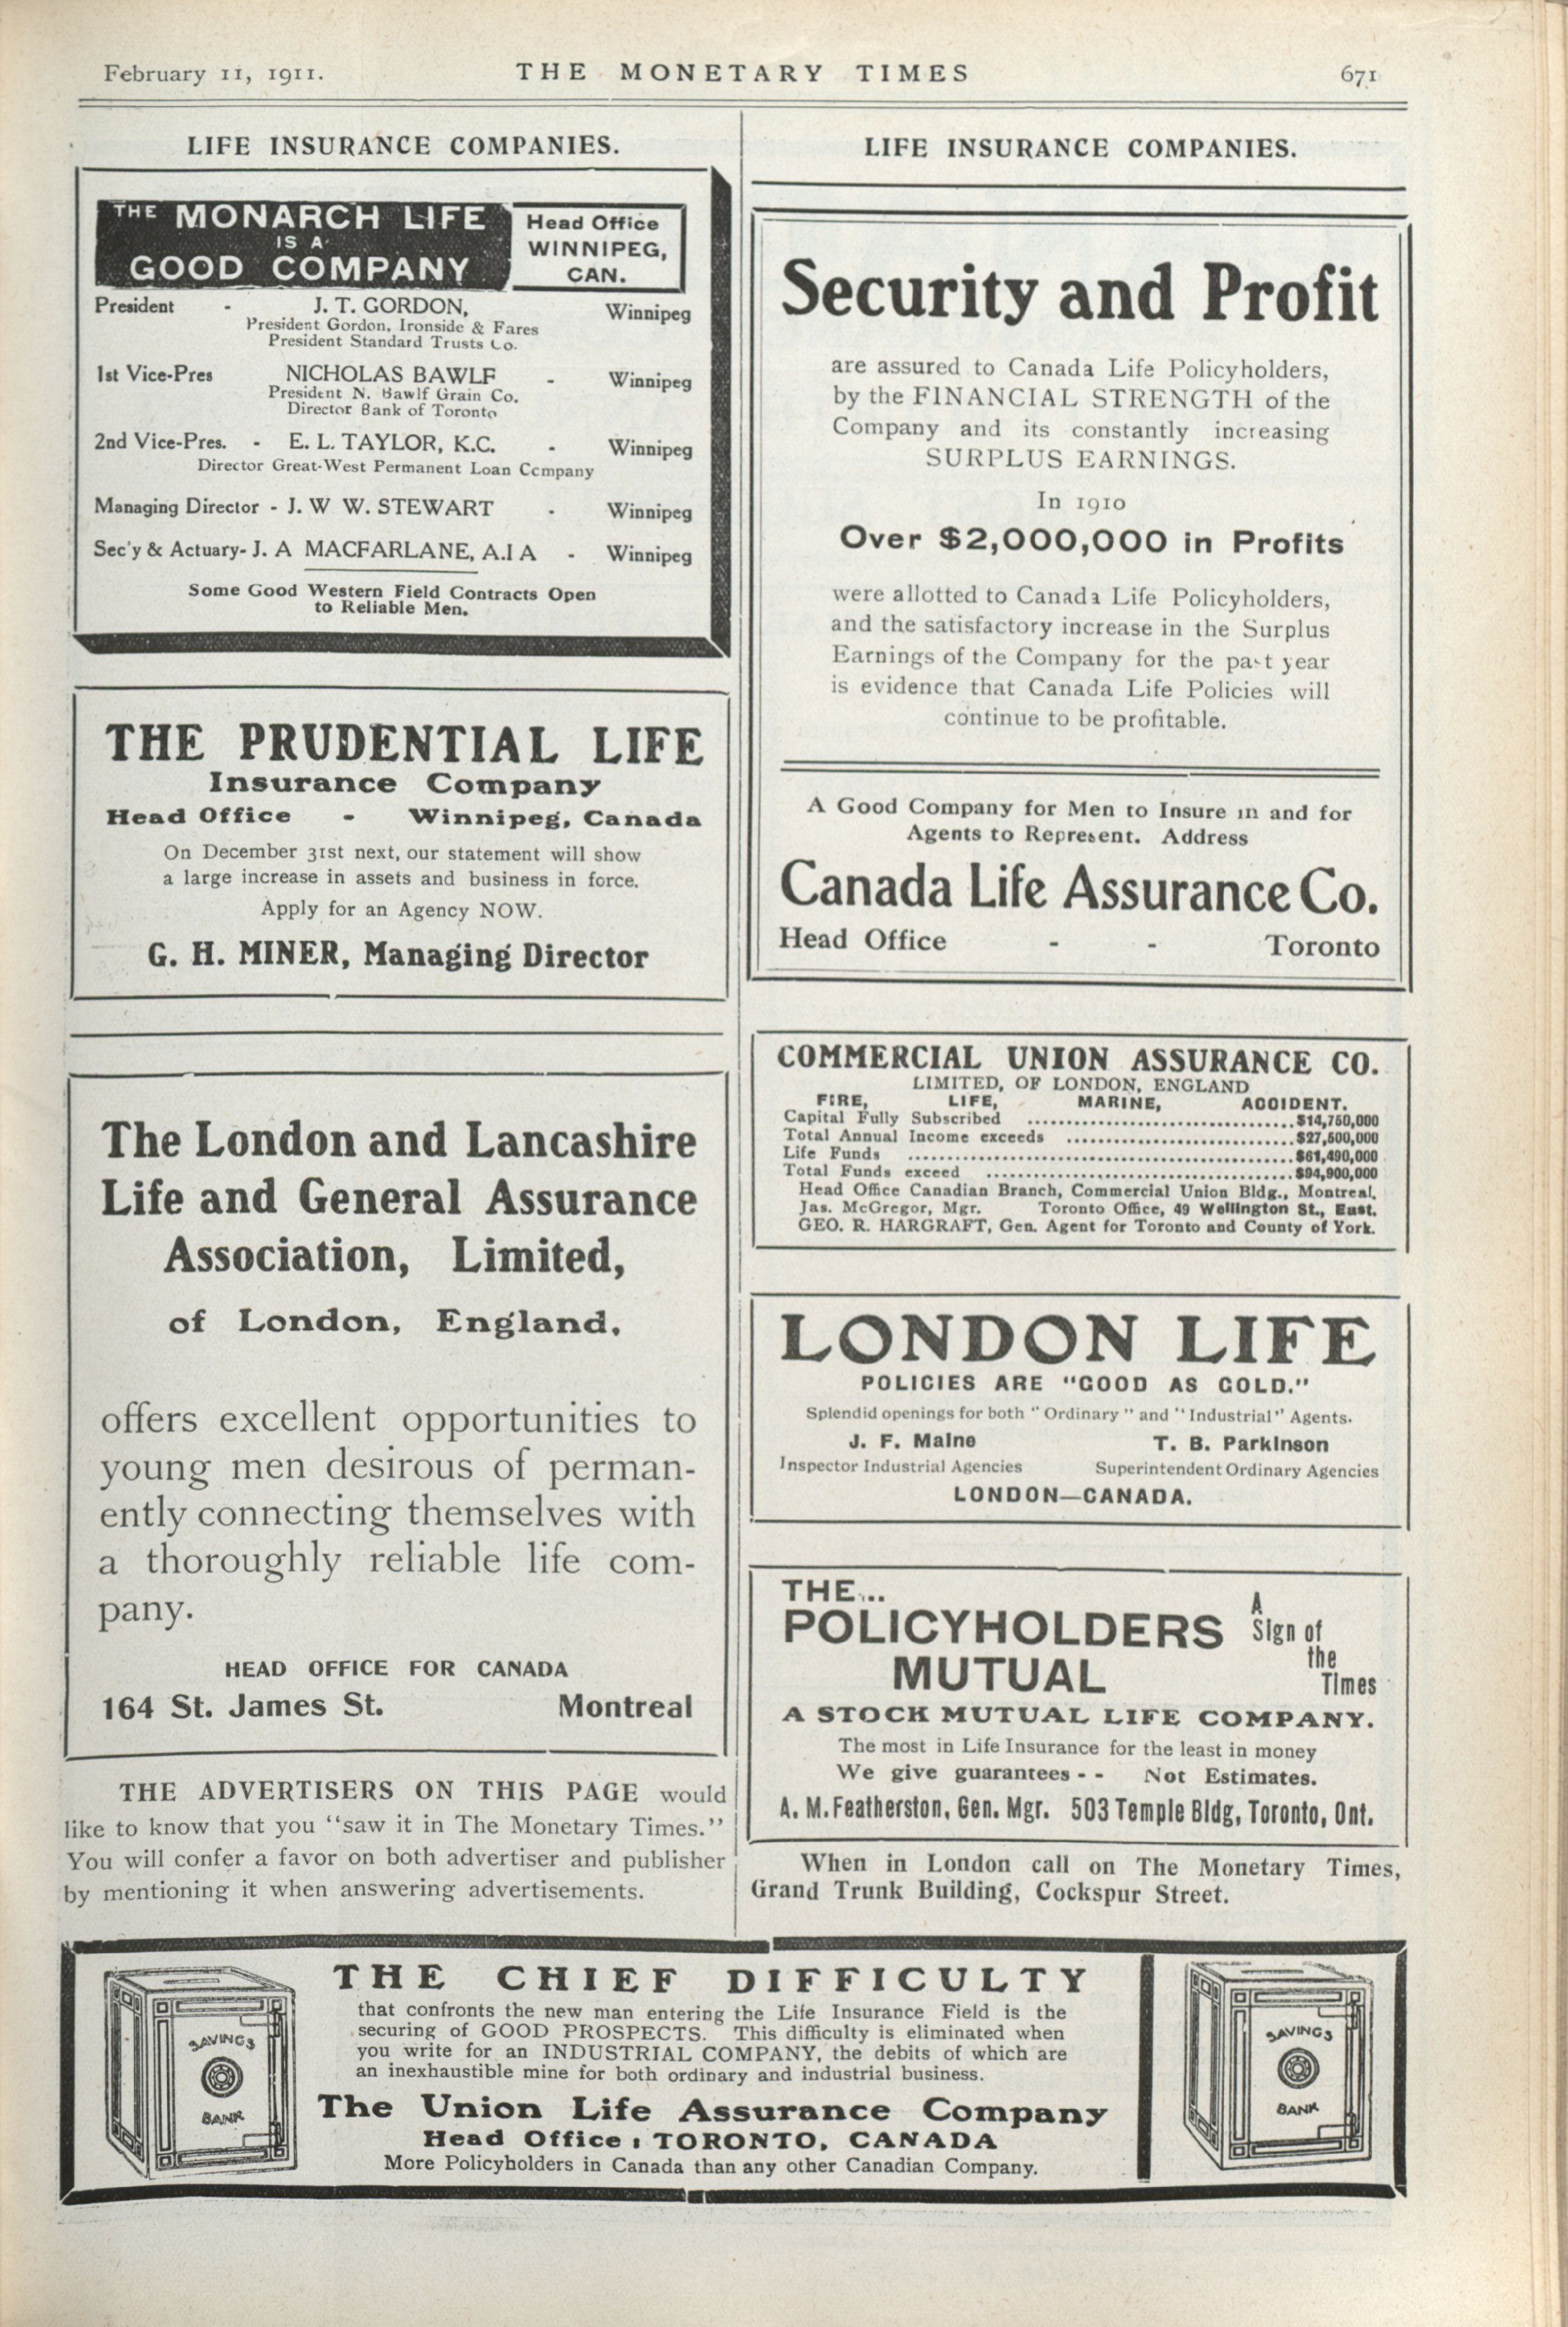 February 11, 1911.
THE MONETARY TIMES
671
LIFE INSURANCE COMPANIES.
THE MONARCH LIFE
IS A
GOOD COMPANY
Head Office
WINNIPEG,
CAN.
President - J. T. GORDON, Winnipeg
President Gordon, Ironside & Fares
President Standard Trusts Co.
1st Vice-Pres NICHOLAS BAWLF - Winnipeg
President N. Bawlf Grain Co.
Director Bank of Toronto
2nd Vice-Pres. - E. L. TAYLOR, K.C. - Winnipeg
Director Great-West Permanent Loan Company
Managing Director - J. W W. STEWART - Winnipeg
Sec'y & Actuary- J. A MACFARLANE, A.I A - Winnipeg
Some Good Western Field Contracts Open
to Reliable Men.
THE PRUDENTIAL LIFE
Insurance Company
Head Office - Winnipeg, Canada
On December 31st next, our statement will show
a large increase in assets and business in force.
Apply for an Agency NOW.
G. H. MINER, Managing Director
The London and Lancashire
Life and General Assurance
Association, Limited,
of London, England,
offers excellent opportunities to
young men desirous of perman-
ently connecting themselves with
a thoroughly reliable life com-
pany.
HEAD OFFICE FOR CANADA
164 St. James St. Montreal
THE ADVERTISERS ON THIS PAGE would
like to know that you "saw it in The Monetary Times."
You will confer a favor on both advertiser and publisher
by mentioning it when answering advertisements.
LIFE INSURANCE COMPANIES.
Security and Profit
are assured to Canada Life Policyholders,
by the FINANCIAL STRENGTH of the
Company and its constantly increasing
SURPLUS EARNINGS.
In 1910
Over $2,000,000 in Profits
were allotted to Canada Life Policyholders,
and the satisfactory increase in the Surplus
Earnings of the Company for the past year
is evidence that Canada Life Policies will
continue to be profitable.
A Good Company for Men to Insure in and for
Agents to Represent. Address
Canada Life Assurance Co.
Head Office - - Toronto
COMMERCIAL UNION ASSURANCE CO.
LIMITED, OF LONDON, ENGLAND
FIRE, LIFE, MARINE, ACCIDENT.
Capital Fully Subscribed ................................$14,750,000
Total Annual Income exceeds ............................$27,500,000
Life Funds ..............................................$61,490,000
Total Funds exceed .....................................$94,900,000
Head Office Canadian Branch, Commercial Union Bldg., Montreal.
Jas. McGregor, Mgr. Toronto Office, 49 Wellington St., East.
GEO. R. HARGRAFT, Gen. Agent for Toronto and County of York.
LONDON LIFE
POLICIES ARE "GOOD AS GOLD."
Splendid openings for both "Ordinary" and "Industrial" Agents.
J. F. Maine T. B. Parkinson
Inspector Industrial Agencies Superintendent Ordinary Agencies
LONDON—CANADA.
THE...
POLICYHOLDERS
MUTUAL
A
Sign of
the
Times
A STOCK MUTUAL LIFE COMPANY.
The most in Life Insurance for the least in money
We give guarantees - - Not Estimates.
A. M. Featherston, Gen. Mgr. 503 Temple Bldg, Toronto, Ont.
When in London call on The Monetary Times,
Grand Trunk Building, Cockspur Street.
SAVINGS
BANK
THE CHIEF DIFFICULTY
that confronts the new man entering the Life Insurance Field is the
securing of GOOD PROSPECTS. This difficulty is eliminated when
you write for an INDUSTRIAL COMPANY, the debits of which are
an inexhaustible mine for both ordinary and industrial business.
The Union Life Assurance Company
Head Office : TORONTO, CANADA
More Policyholders in Canada than any other Canadian Company.
SAVINGS
BANK